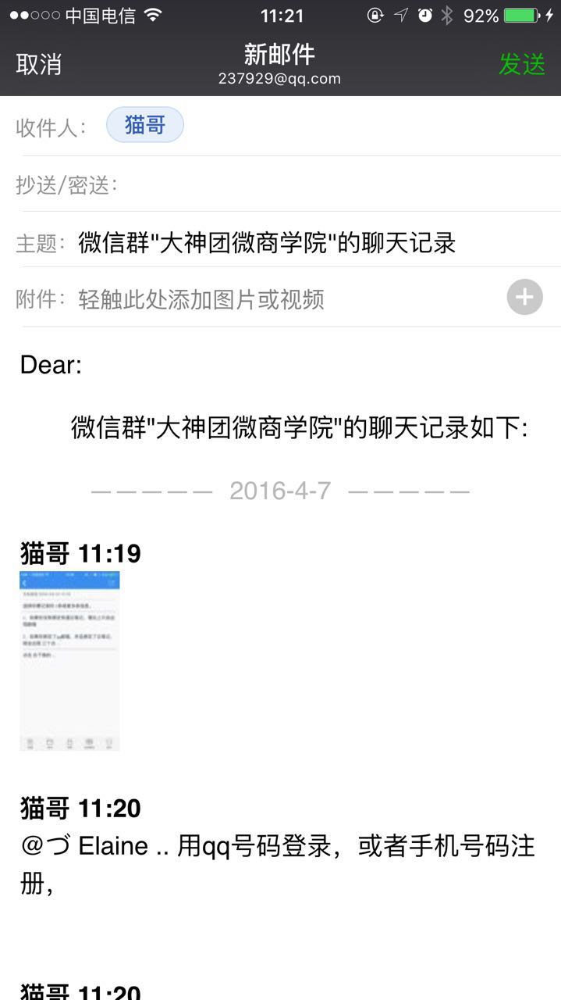 中国电信 11:21 92%
取消 新邮件 发送
237929@qq.com
收件人： 猫哥
抄送/密送：
主题： 微信群"大神团微商学院"的聊天记录
附件： 轻触此处添加图片或视频
Dear:
微信群"大神团微商学院"的聊天记录如下:
————— 2016-4-7 —————
猫哥 11:19
猫哥 11:20
@づ Elaine .. 用qq号码登录，或者手机号码注
册，
猫哥 11:20